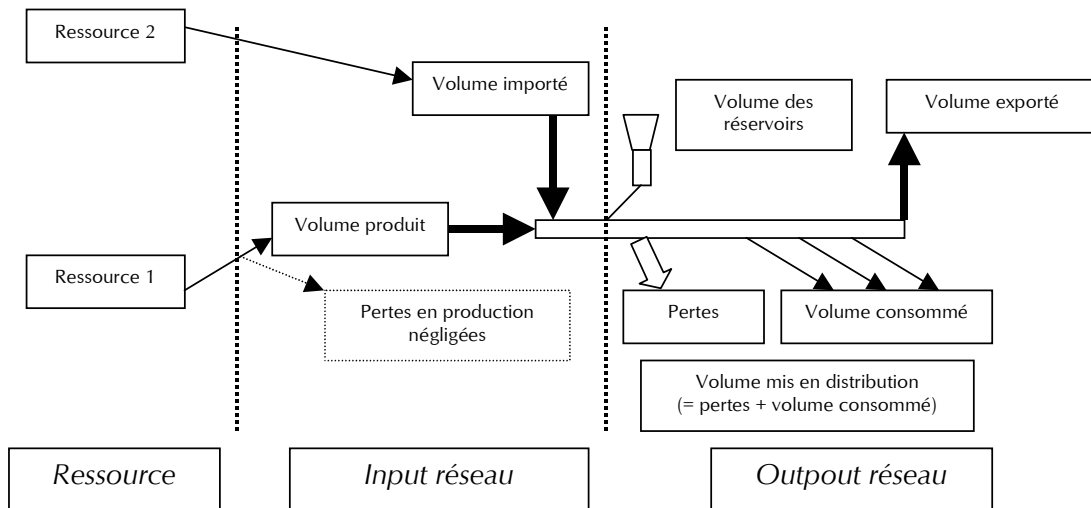 Ressource 2
Volume importé
Volume des
réservoirs
Volume exporté
Volume produit
Ressource 1
Pertes en production
négligées
Pertes
Volume consommé
Volume mis en distribution
(= pertes + volume consommé)
Ressource
Input réseau
Outpout réseau